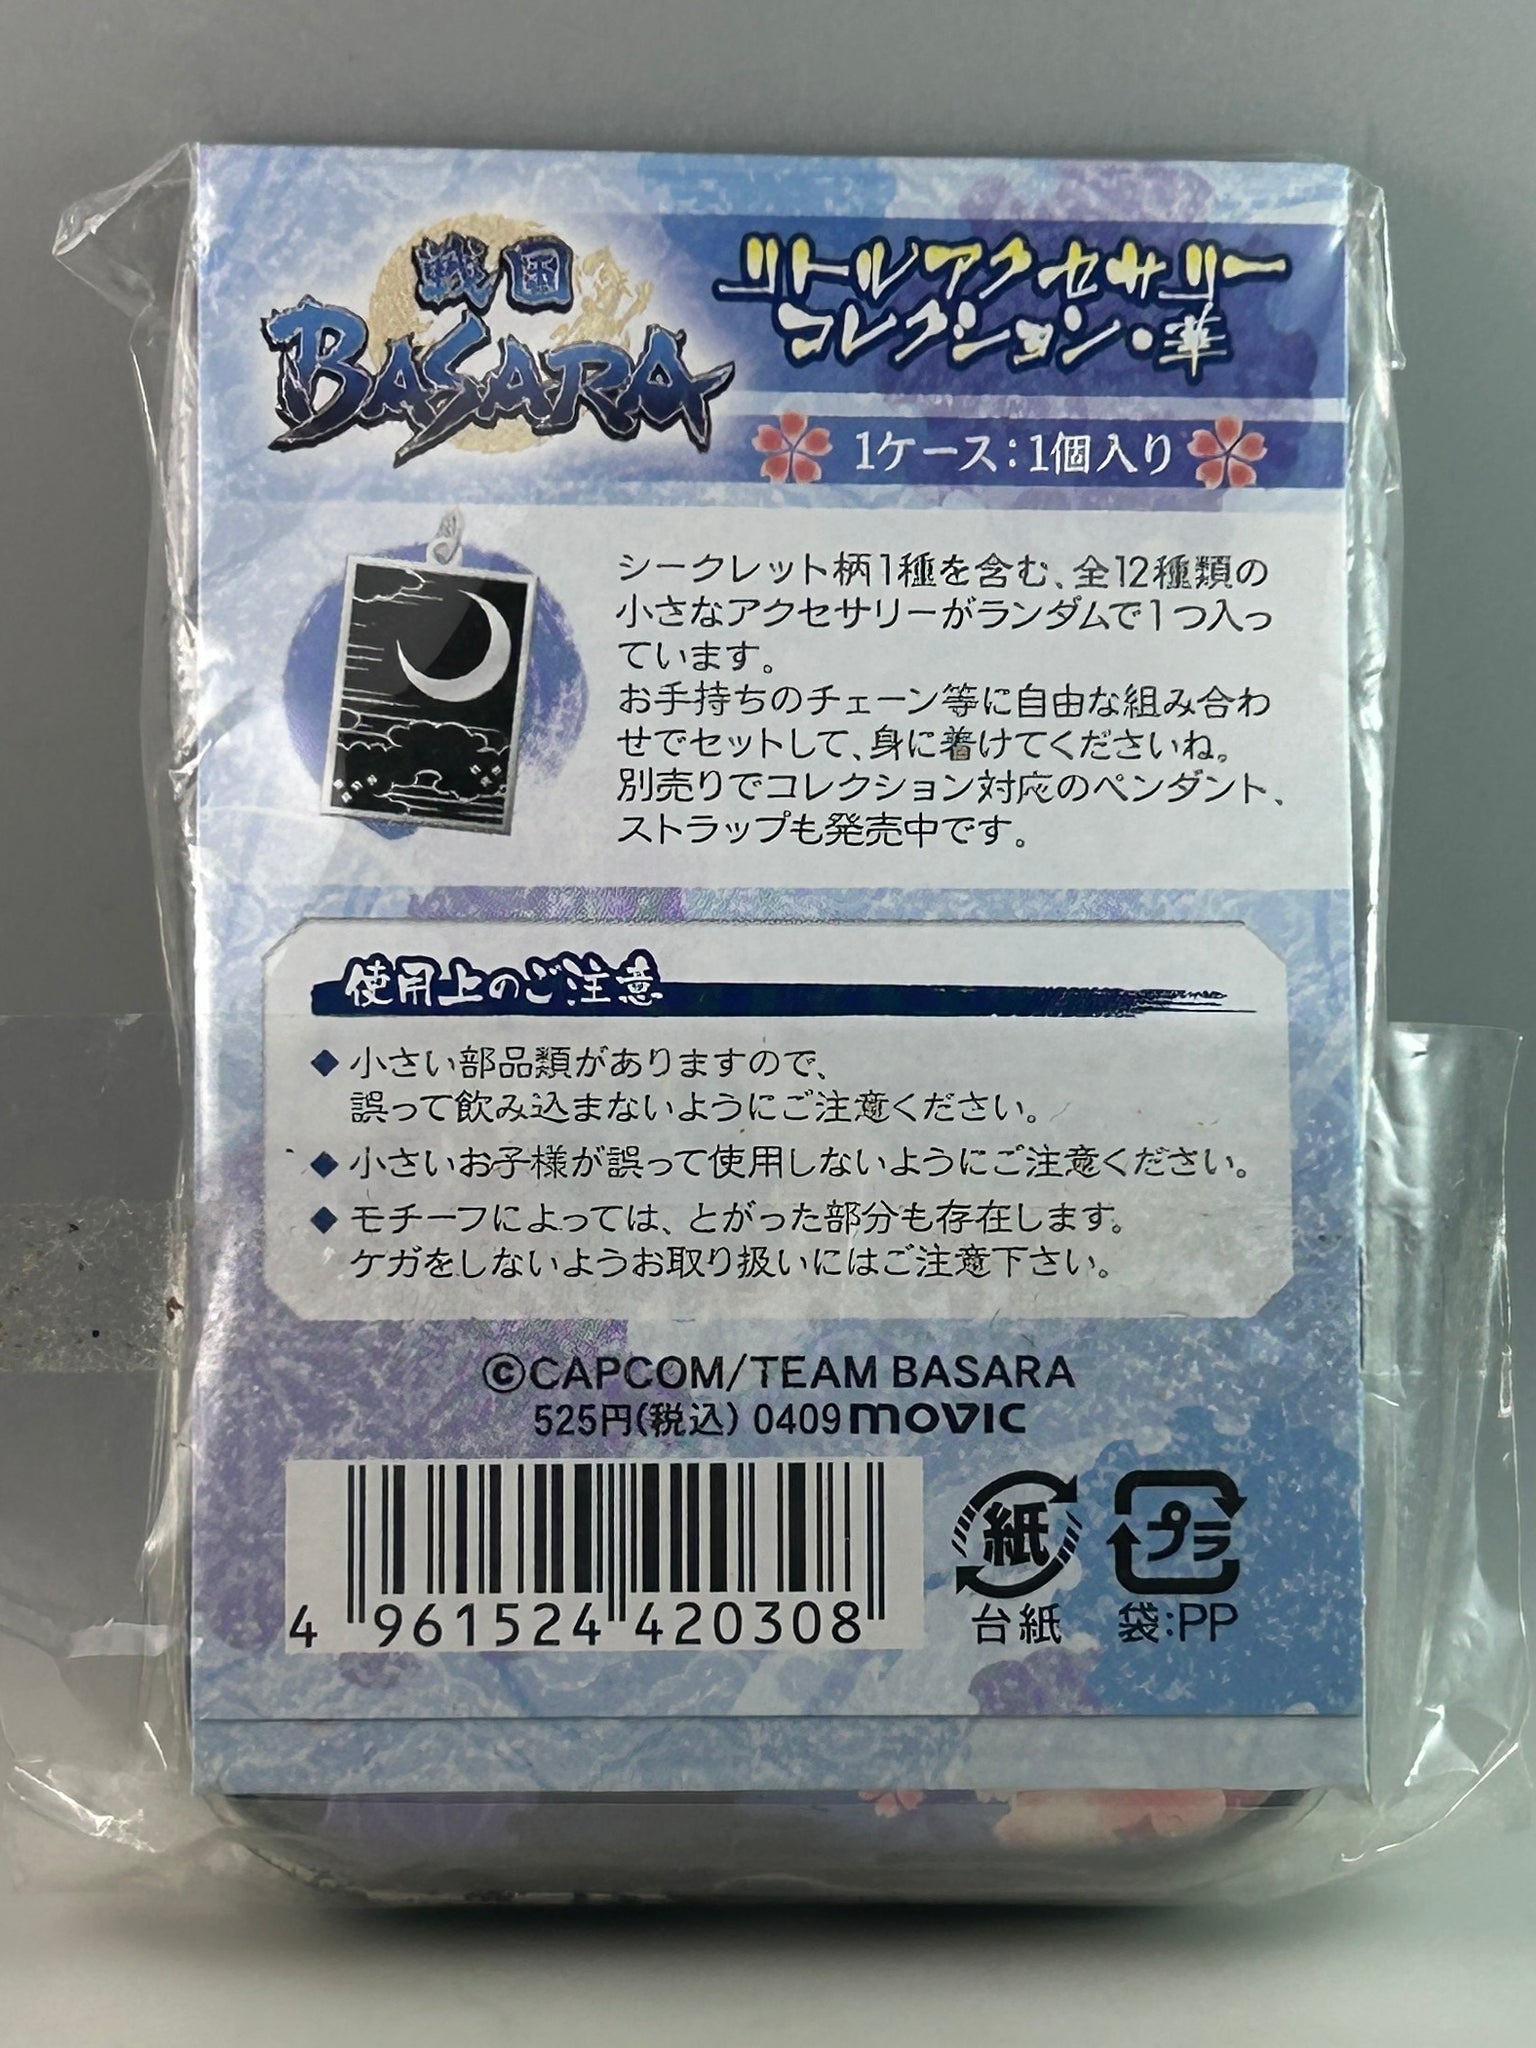 戦国
BASARA
リトルアクセサリー
コレクション・華
1ケース:1個入り
シークレット柄1種を含む、全12種類の
小さなアクセサリーがランダムで1つ入っ
ています。
お手持ちのチェーン等に自由な組み合わ
せでセットして、身に着けてくださいね。
別売りでコレクション対応のペンダント、
ストラップも発売中です。
使用上のご注意
◆小さい部品類がありますので、
誤って飲み込まないようにご注意ください。
◆小さいお子様が誤って使用しないようにご注意ください。
◆モチーフによっては、とがった部分も存在します。
ケガをしないようお取り扱いにはご注意下さい。
©CAPCOM/TEAM BASARA
525円(税込) 0409 movic
4 961524 420308
紙
台紙
プラ
袋:PP